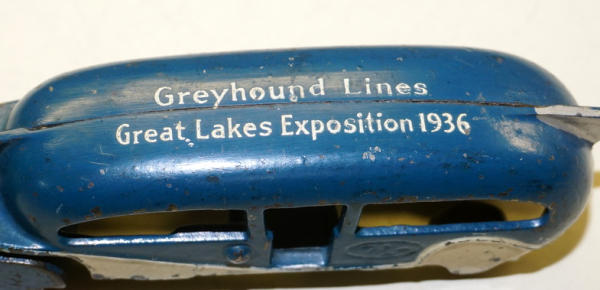 Greyhound Lines
Great Lakes Exposition 1936